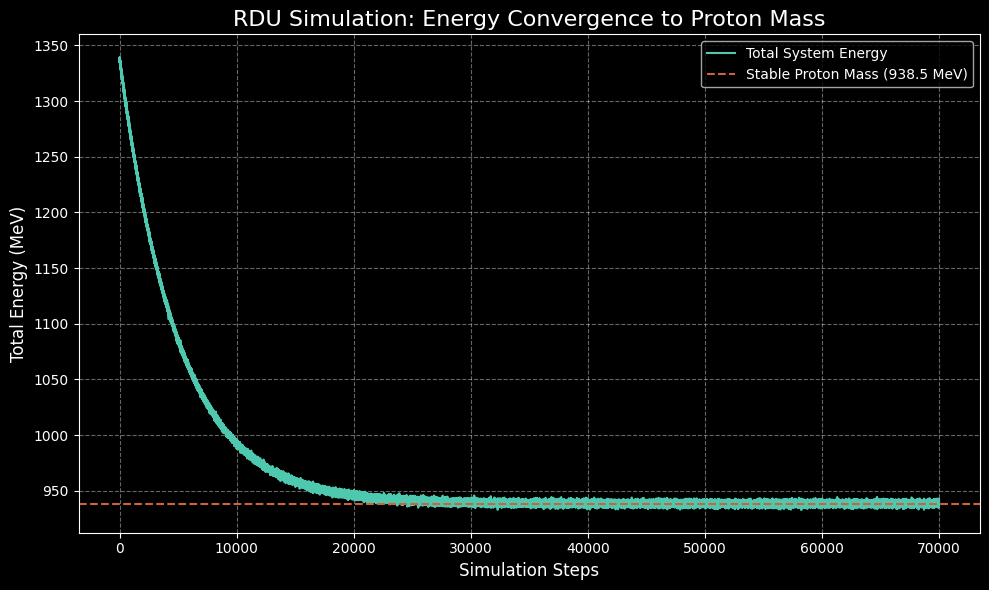 RDU Simulation: Energy Convergence to Proton Mass
Total System Energy
Stable Proton Mass (938.5 MeV)
Total Energy (MeV)
1350
1300
1250
1200
1150
1100
1050
1000
950
0 10000 20000 30000 40000 50000 60000 70000
Simulation Steps